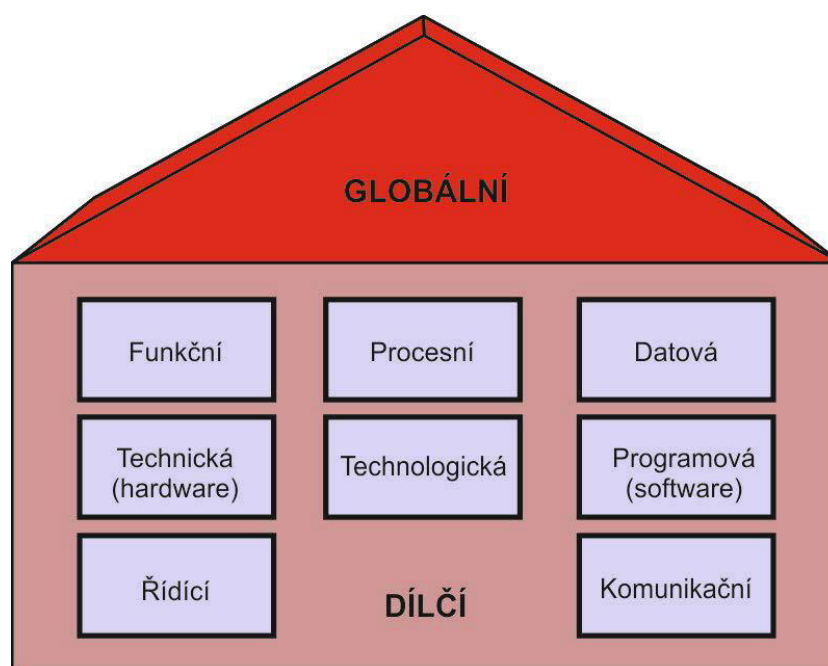 GLOBÁLNÍ
Funkční
Procesní
Datová
Technická
(hardware)
Technologická
Programová
(software)
Řídící
DÍLČÍ
Komunikační